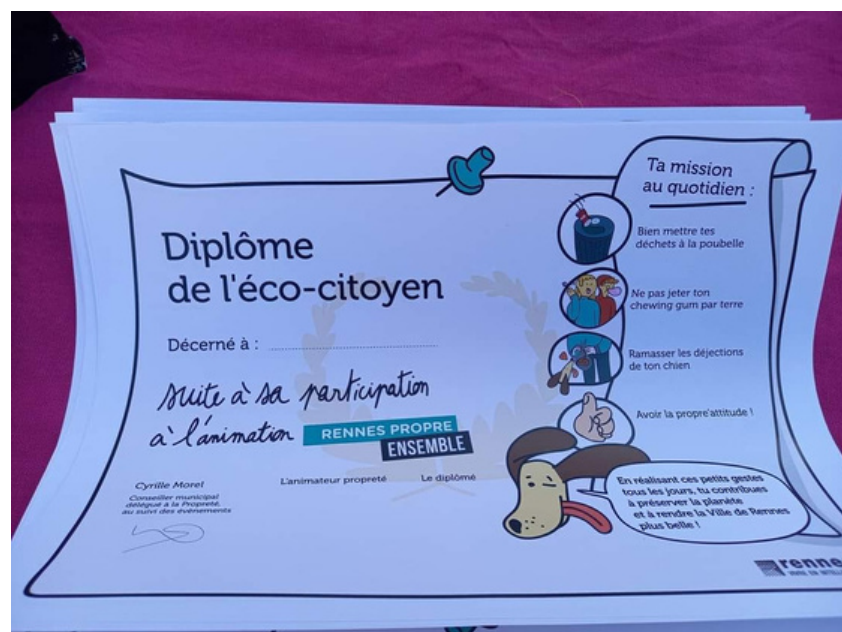 Diplôme
de l'éco-citoyen
Décerné à :
suite à sa participation
à l'animation RENNES PROPRE
ENSEMBLE
Cyrille Morel
Conseiller municipal
délégué à la Propreté,
au suivi des évènements
L'animateur propreté
Le diplômé
Ta mission
au quotidien :
Bien mettre tes
déchets à la poubelle
Ne pas jeter ton
chewing gum par terre
Ramasser les déjections
de ton chien
Avoir la propre'attitude !
En réalisant ces petits gestes
tous les jours, tu contribues
à préserver la planète
et à rendre la Ville de Rennes
plus belle !
renne